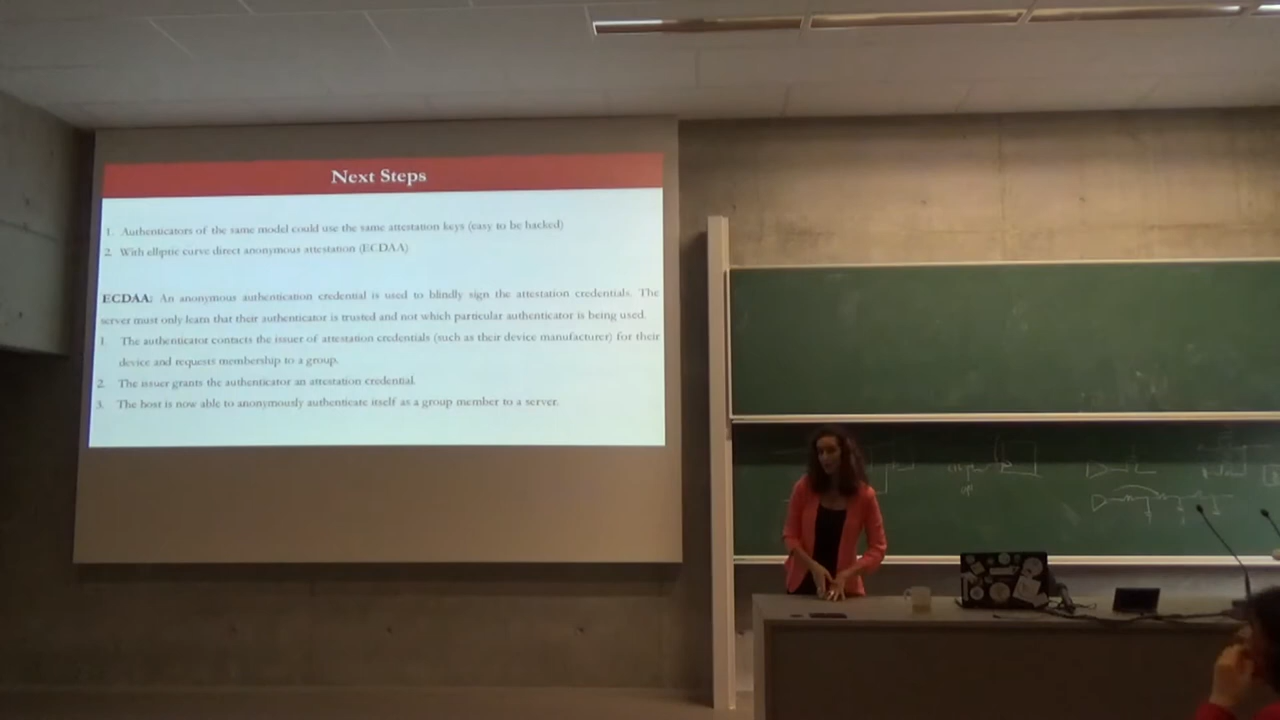 Next Steps
1. Authenticators of the same model could use the same attestation keys (easy to be hacked)
2. With elliptic curve direct anonymous attestation (ECDAA)
ECDAA: An anonymous authentication credential is used to blindly sign the attestation credentials. The
server must only learn that their authenticator is trusted and not which particular authenticator is being used.
1. The authenticator contacts the issuer of attestation credentials (such as their device manufacturer) for their
device and requests membership to a group.
2. The issuer grants the authenticator an attestation credential.
3. The host is now able to anonymously authenticate itself as a group member to a server.